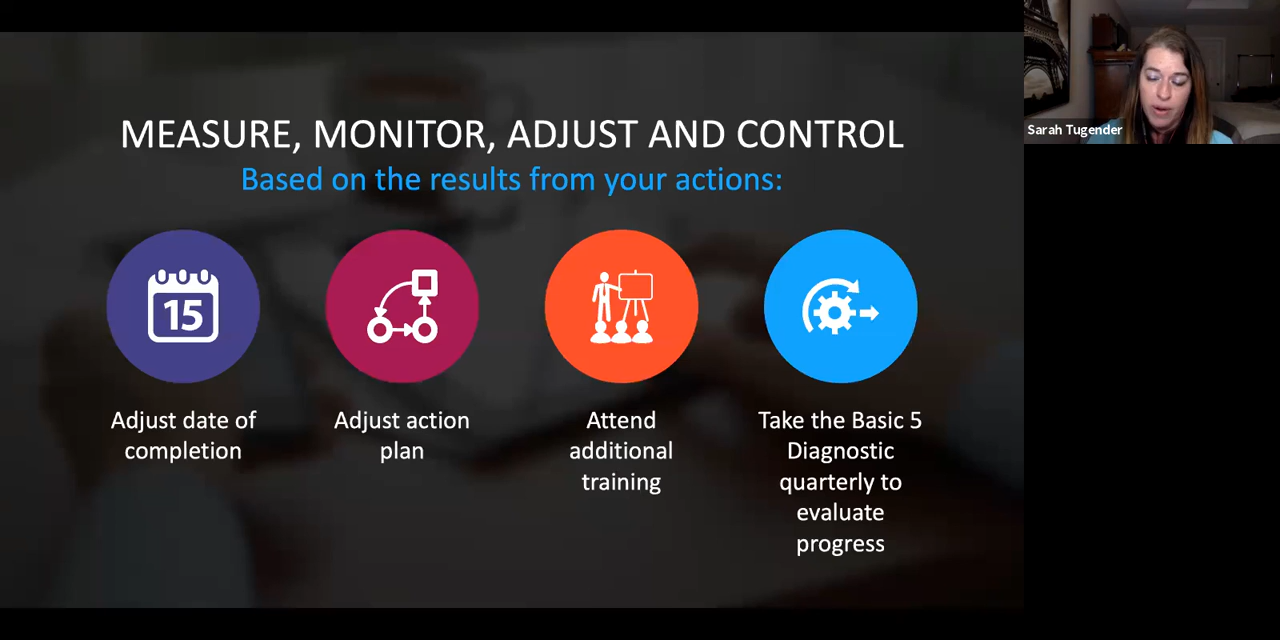 MEASURE, MONITOR, ADJUST AND CONTROL
Based on the results from your actions:
Sarah Tugender
15
Adjust date of
completion
Adjust action
plan
Attend
additional
training
Take the Basic 5
Diagnostic
quarterly to
evaluate
progress